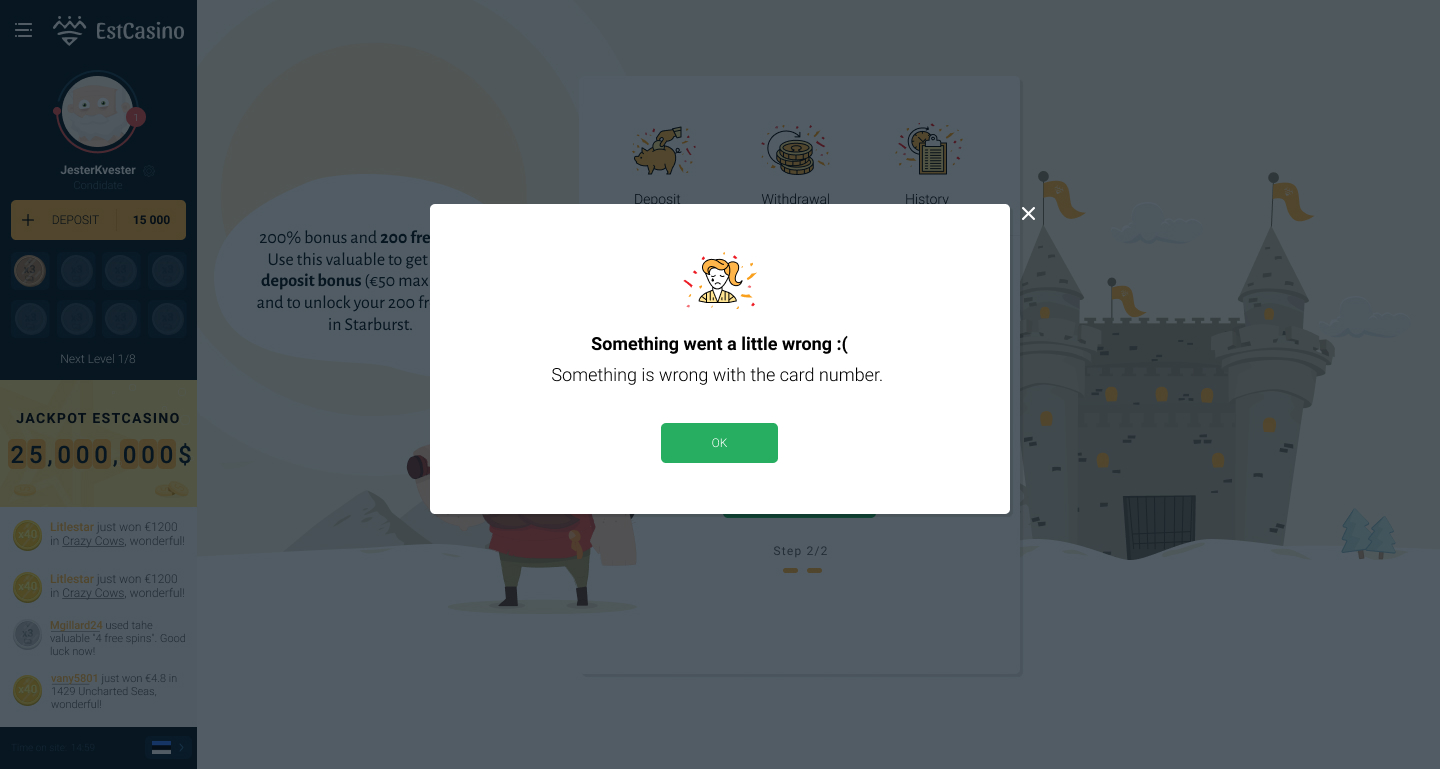 EstCasino
1
JesterKvester
Candidate
DEPOSIT 15 000
x3
Next Level 1/8
JACKPOT ESTCASINO
25,000,000$
x40
Litlestar just won €1200
in Crazy Cows, wonderful!
x40
Litlestar just won €1200
in Crazy Cows, wonderful!
x3
Mgillard24 used tahe
valuable "4 free spins". Good
luck now!
x40
vany5801 just won €4.8 in
1429 Uncharted Seas,
wonderful!
Time on site: 14:59
200% bonus and 200 fre
Use this valuable to get
deposit bonus (€50 max
and to unlock your 200 fr
in Starburst.
Deposit
Withdrawal
History
Something went a little wrong :(
Something is wrong with the card number.
OK
Step 2/2